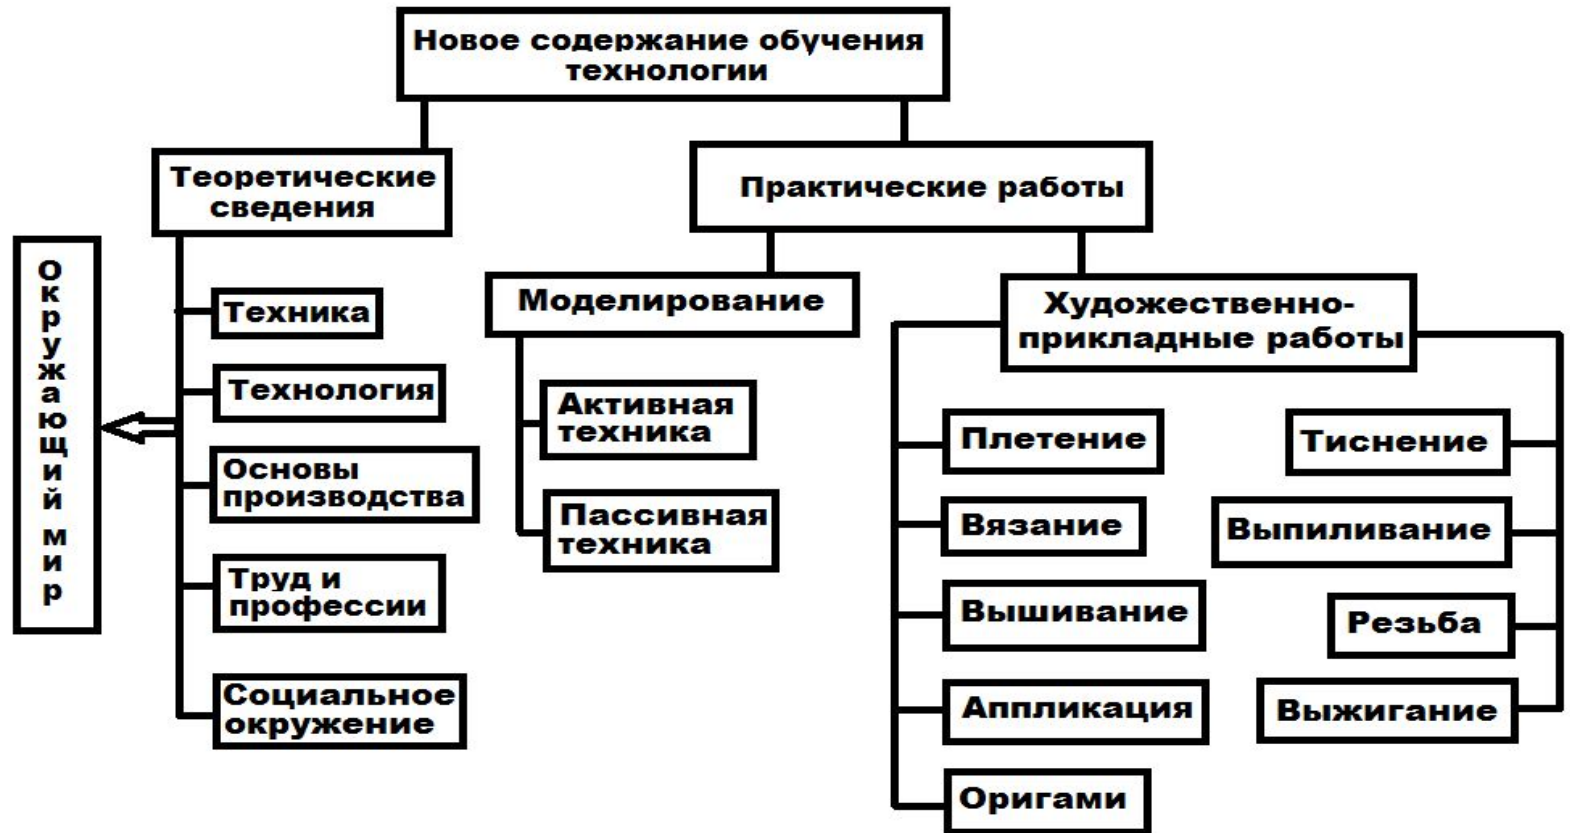 Новое содержание обучения
технологии
Теоретические
сведения
Практические работы
Окружающий мир
Техника
Технология
Основы
производства
Труд и
профессии
Социальное
окружение
Моделирование
Активная
техника
Пассивная
техника
Художественно-
прикладные работы
Плетение
Вязание
Вышивание
Аппликация
Оригами
Тиснение
Выпиливание
Резьба
Выжигание